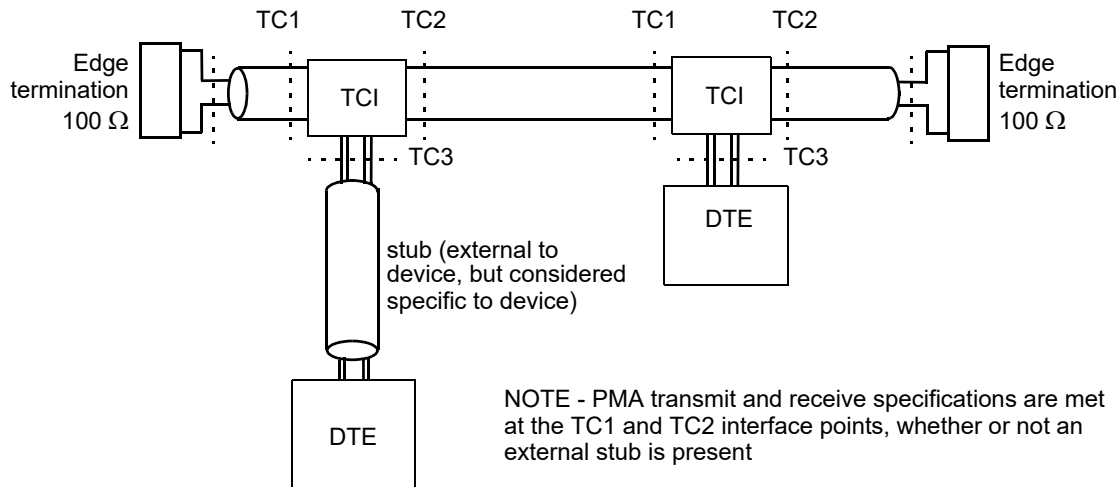 TC1
TC2
TC1
TC2
Edge
termination
100 Ω
TCI
TCI
Edge
termination
100 Ω
TC3
TC3
DTE
stub (external to
device, but considered
specific to device)
DTE
NOTE - PMA transmit and receive specifications are met
at the TC1 and TC2 interface points, whether or not an
external stub is present